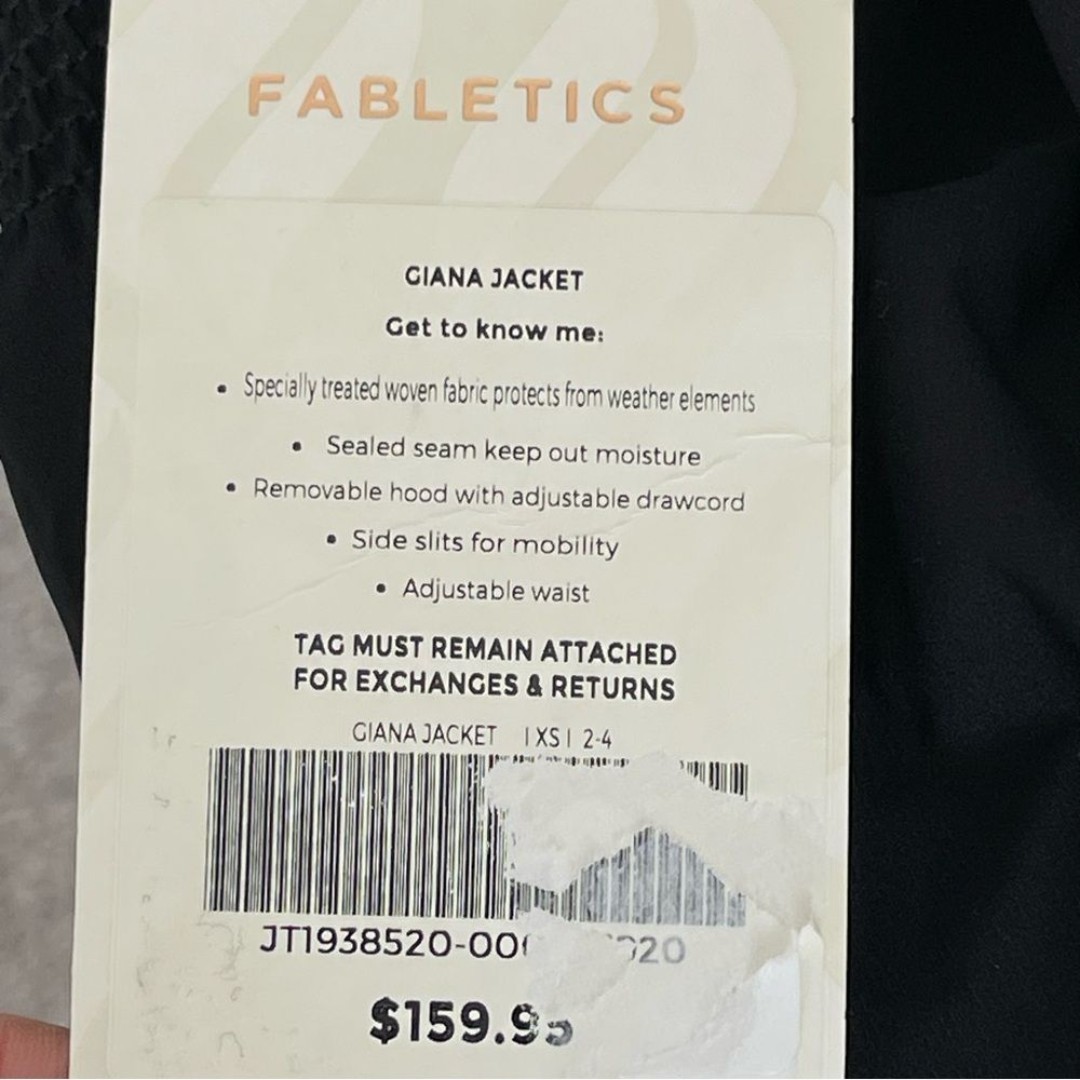 FABLETICS
GIANA JACKET
Get to know me:
• Specially treated woven fabric protects from weather elements
• Sealed seam keep out moisture
• Removable hood with adjustable drawcord
• Side slits for mobility
• Adjustable waist
TAG MUST REMAIN ATTACHED
FOR EXCHANGES & RETURNS
GIANA JACKET | XS | 2-4
$159.95